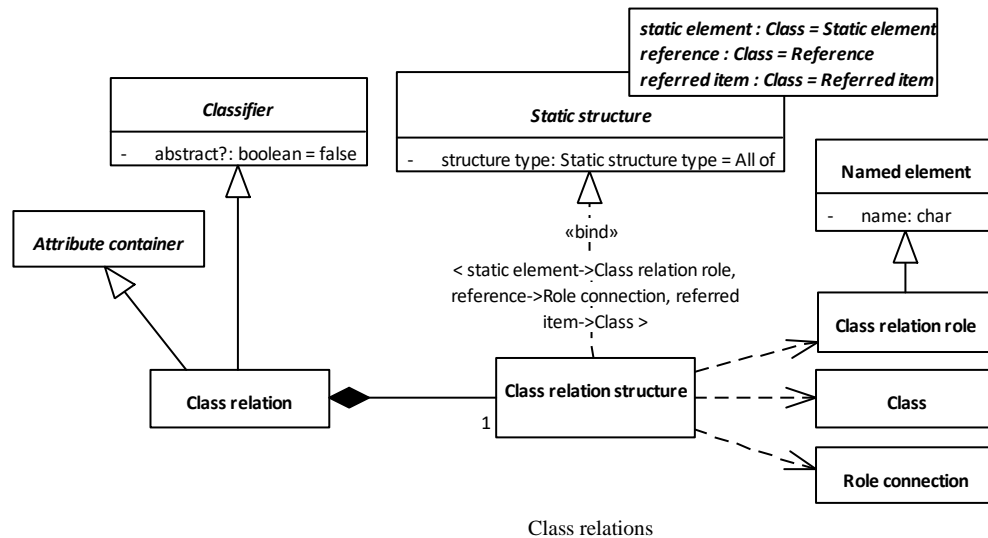 static element : Class = Static element
reference : Class = Reference
referred item : Class = Referred item
Classifier
- abstract?: boolean = false
Static structure
- structure type: Static structure type = All of
Named element
- name: char
Attribute container
«bind»
< static element->Class relation role,
reference->Role connection, referred
item->Class >
Class relation role
Class relation
1
Class relation structure
Class
Role connection
Class relations